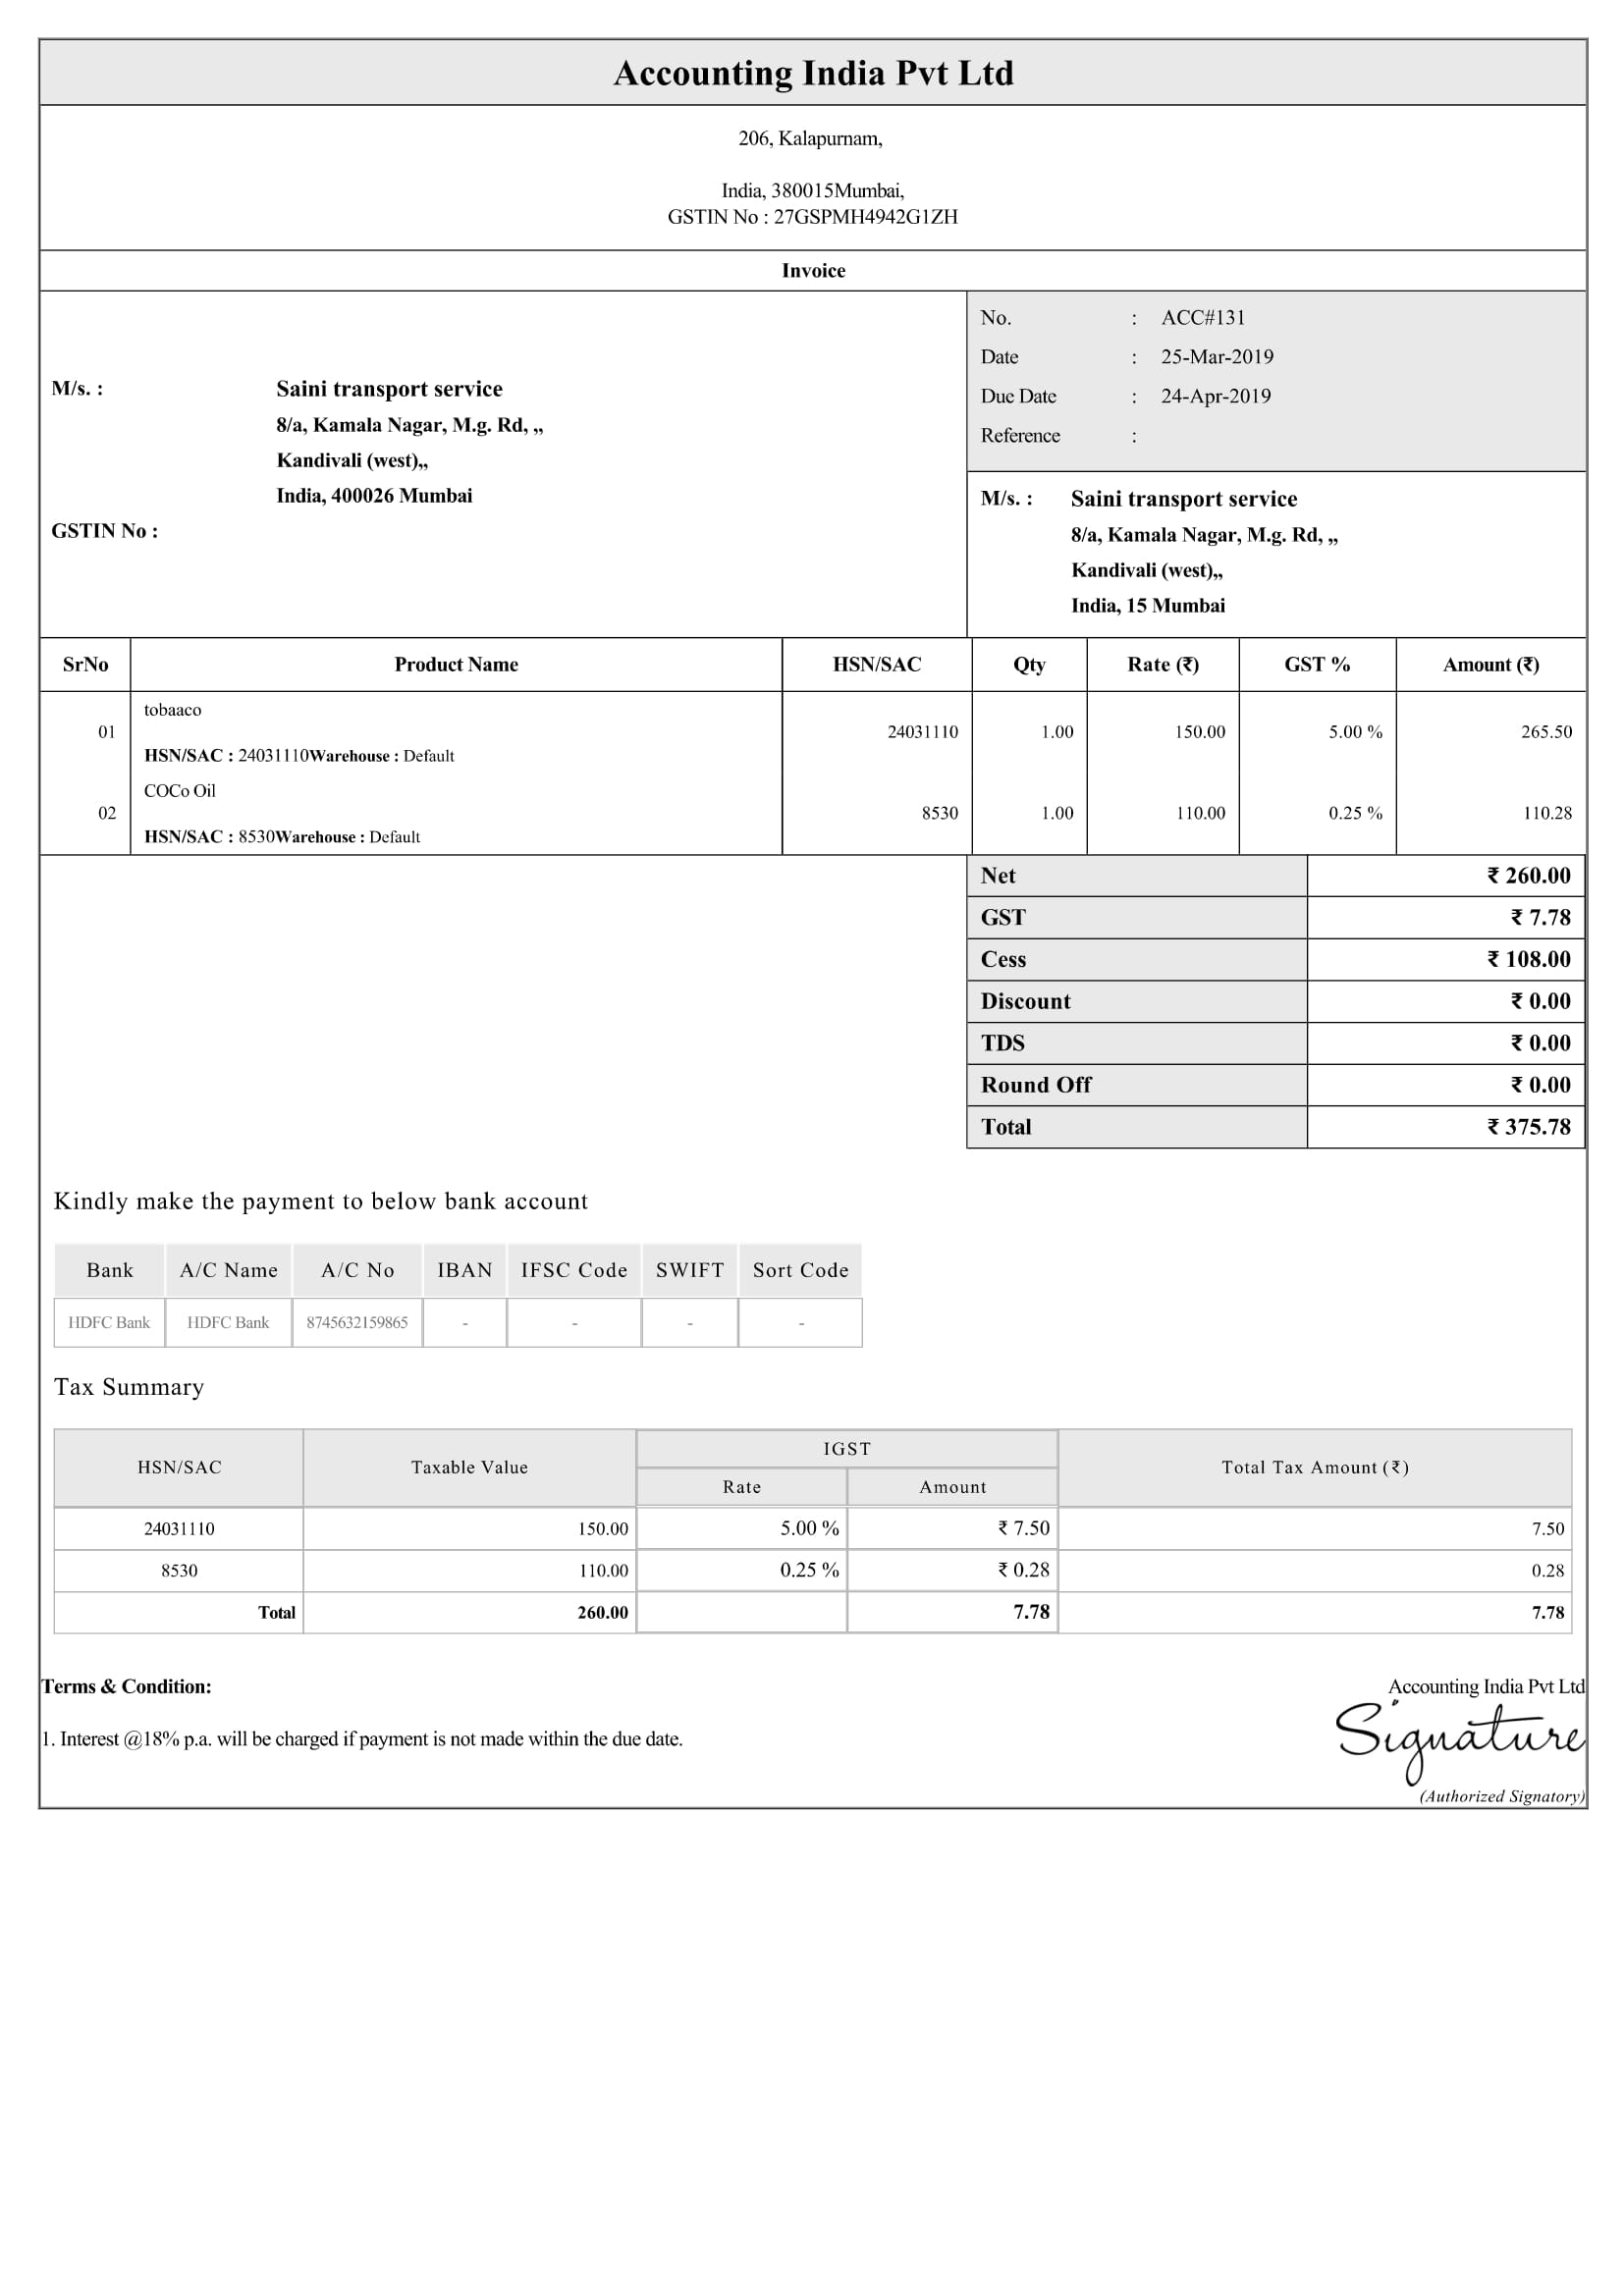 Accounting India Pvt Ltd
206, Kalapurnam,
India, 380015Mumbai,
GSTIN No : 27GSPMH4942G1ZH
Invoice
M/s. : Saini transport service
8/a, Kamala Nagar, M.g. Rd, ,,
Kandivali (west),,
India, 400026 Mumbai
GSTIN No :
No. : ACC#131
Date : 25-Mar-2019
Due Date : 24-Apr-2019
Reference :
M/s. : Saini transport service
8/a, Kamala Nagar, M.g. Rd, ,,
Kandivali (west),,
India, 15 Mumbai
SrNo Product Name HSN/SAC Qty Rate (₹) GST % Amount (₹)
tobaaco
01 24031110 1.00 150.00 5.00 % 265.50
HSN/SAC : 24031110Warehouse : Default
COCo Oil
02 8530 1.00 110.00 0.25 % 110.28
HSN/SAC : 8530Warehouse : Default
Net ₹ 260.00
GST ₹ 7.78
Cess ₹ 108.00
Discount ₹ 0.00
TDS ₹ 0.00
Round Off ₹ 0.00
Total ₹ 375.78
Kindly make the payment to below bank account
Bank A/C Name A/C No IBAN IFSC Code SWIFT Sort Code
HDFC Bank HDFC Bank 8745632159865 - - - -
Tax Summary
HSN/SAC Taxable Value IGST Total Tax Amount (₹)
Rate Amount
24031110 150.00 5.00 % ₹ 7.50 7.50
8530 110.00 0.25 % ₹ 0.28 0.28
Total 260.00 7.78 7.78
Terms & Condition:
1. Interest @18% p.a. will be charged if payment is not made within the due date.
Accounting India Pvt Ltd
Signature
(Authorized Signatory)